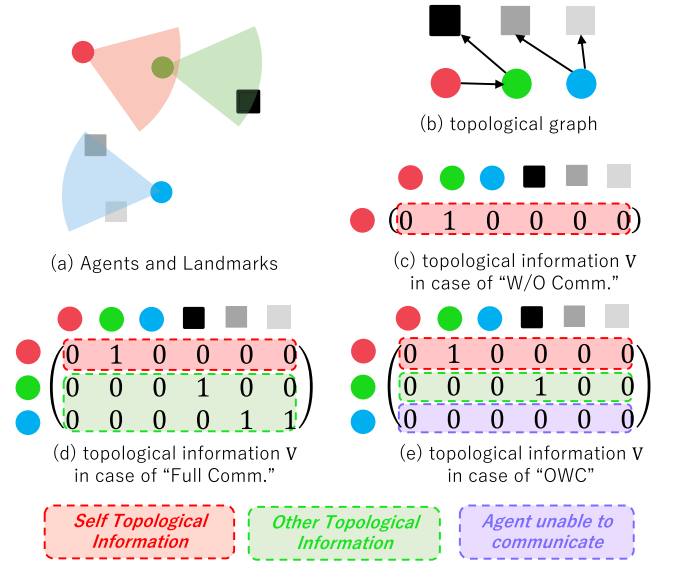 (b) topological graph
(a) Agents and Landmarks
(0 1 0 0 0 0)
(c) topological information V
in case of “W/O Comm.”
0 1 0 0 0 0
0 0 0 1 0 0
0 0 0 0 1 1
(d) topological information V
in case of “Full Comm.”
0 1 0 0 0 0
0 0 0 1 0 0
0 0 0 0 0 0
(e) topological information V
in case of “OWC”
Self Topological
Information
Other Topological
Information
Agent unable to
communicate